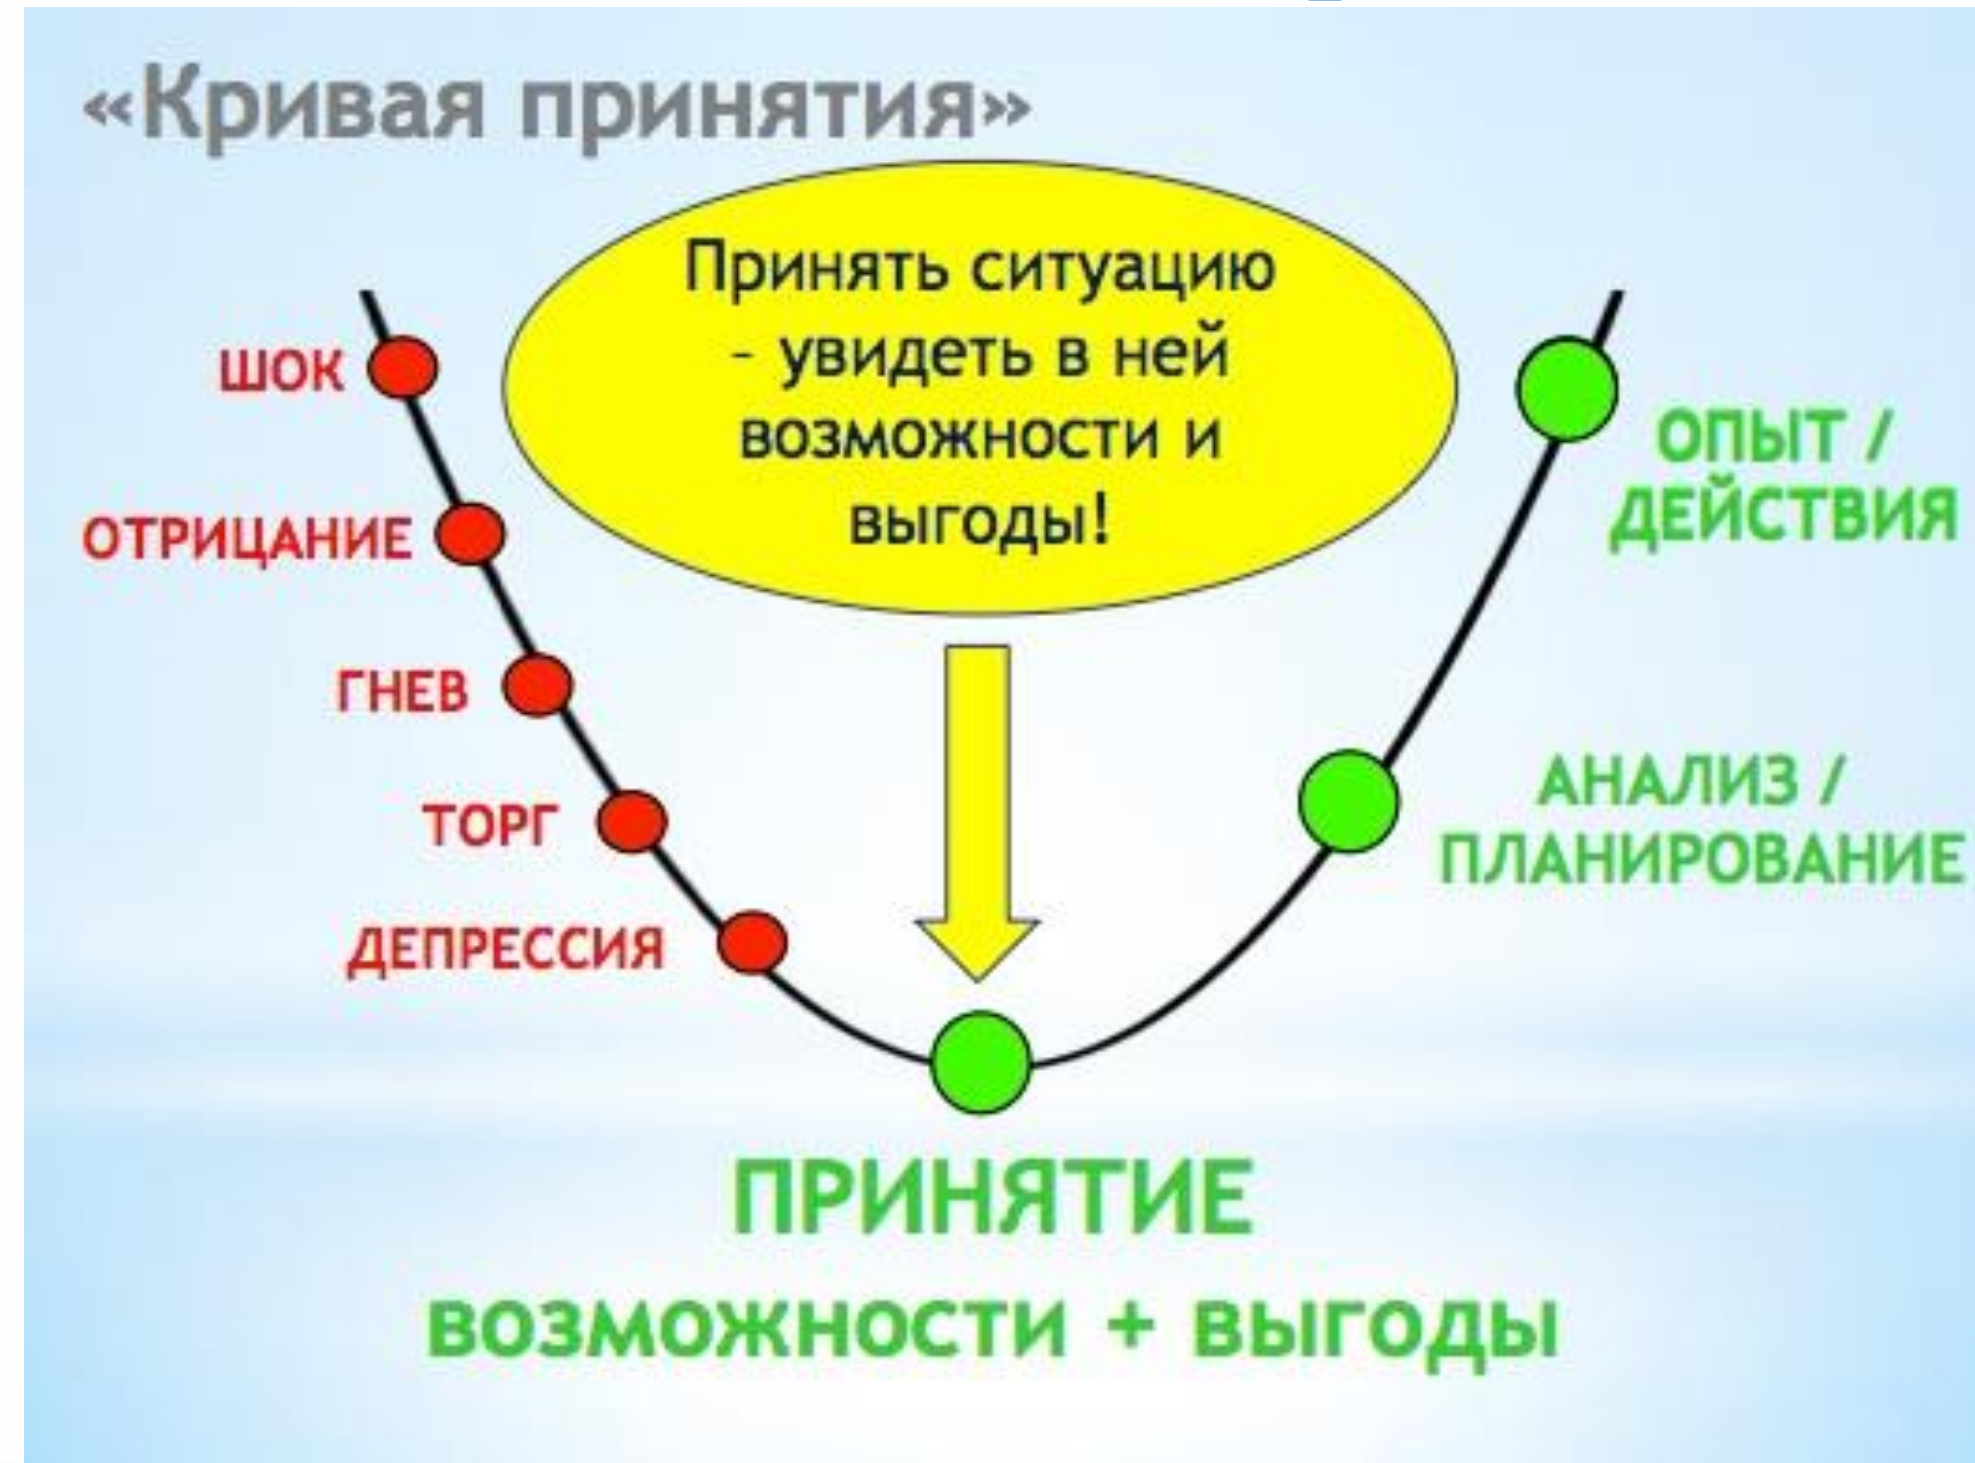 «Кривая принятия»
Принять ситуацию
- увидеть в ней
возможности и
выгоды!
ШОК
ОТРИЦАНИЕ
ГНЕВ
ТОРГ
ДЕПРЕССИЯ
ОПЫТ /
ДЕЙСТВИЯ
АНАЛИЗ /
ПЛАНИРОВАНИЕ
ПРИНЯТИЕ
ВОЗМОЖНОСТИ + ВЫГОДЫ